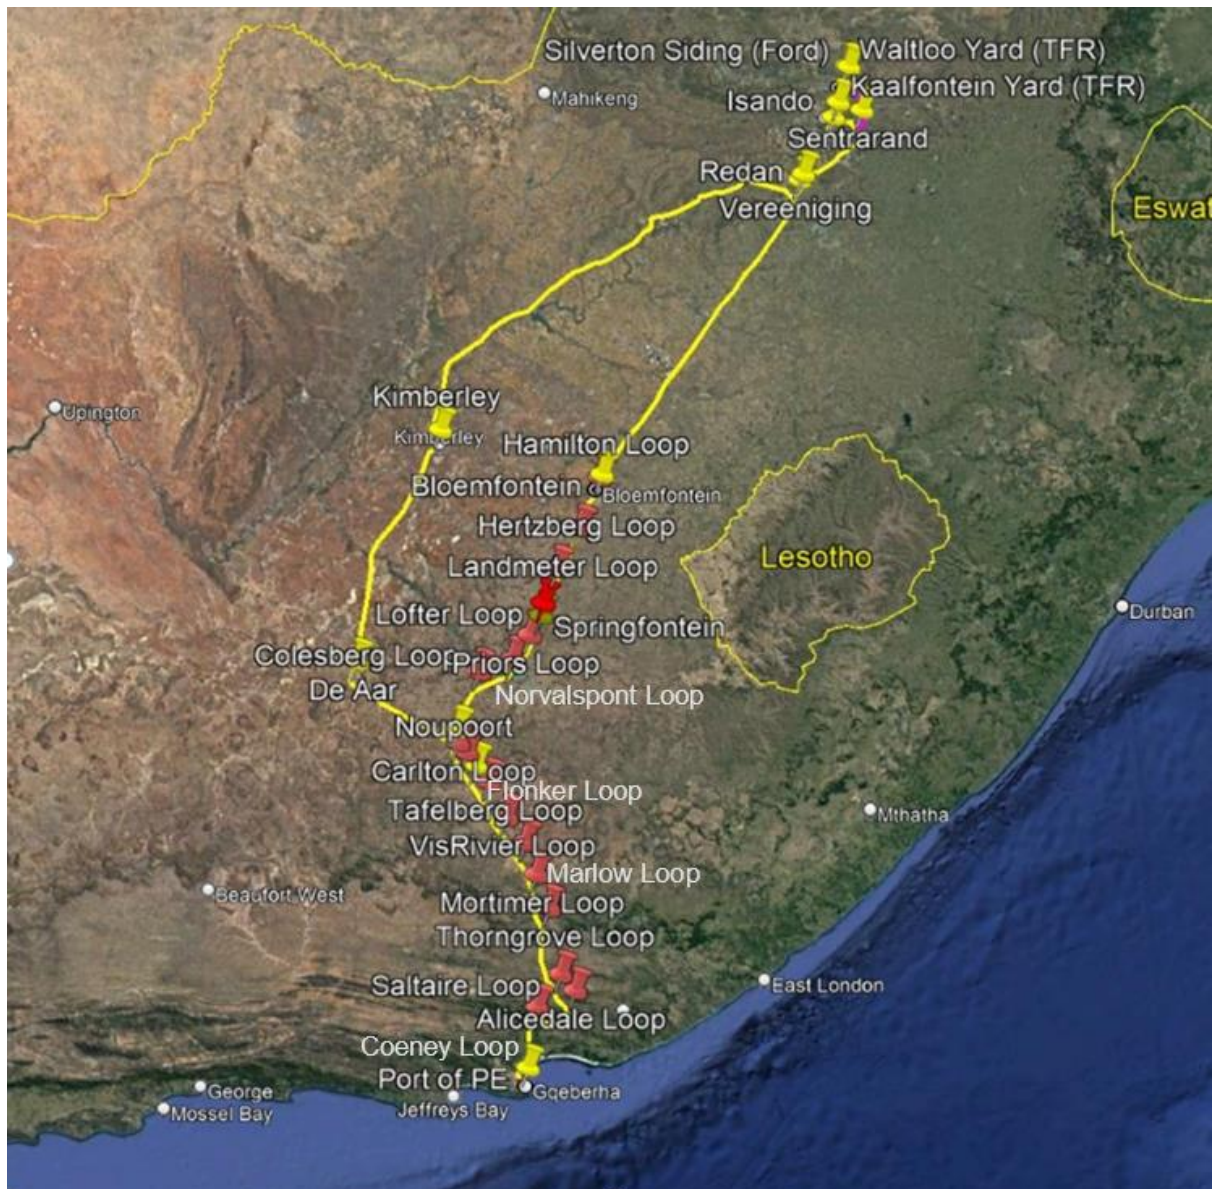 Silverton Siding (Ford)
Waltloo Yard (TFR)
Kaalfontein Yard (TFR)
Mahikeng
Isando
Sentrarand
Redan
Vereeniging
Eswat
Kimberley
Upington
Kimberley
Hamilton Loop
Bloemfontein
Bloemfontein
Hertzberg Loop
Lesotho
Landmeter Loop
Durban
Lofter Loop
Springfontein
Colesberg Loop
Priors Loop
De Aar
Norvalspont Loop
Noupoort
Carlton Loop
Flonker Loop
Tafelberg Loop
Mthatha
VisRivier Loop
Marlow Loop
Beaufort West
Mortimer Loop
Thorngrove Loop
Saltaire Loop
East London
Alicedale Loop
Coeney Loop
Port of PE
George
Gqeberha
Mossel Bay
Jeffreys Bay